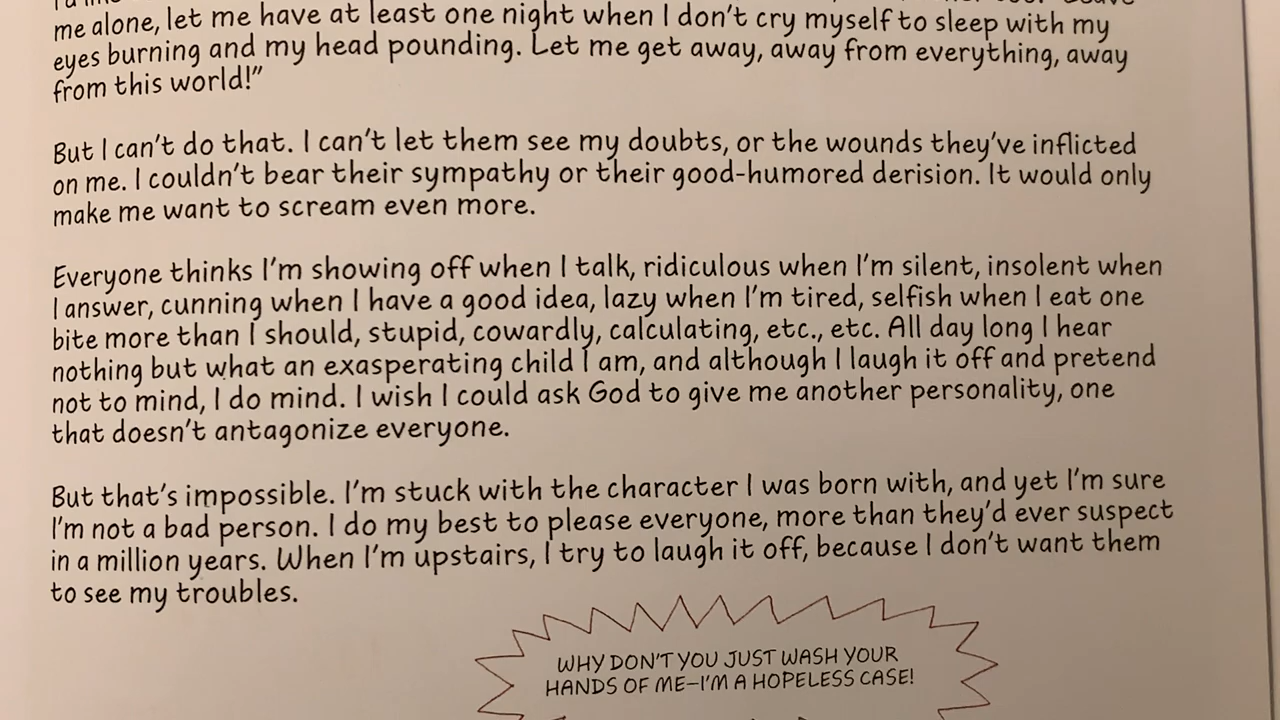 me alone, let me have at least one night when I don't cry myself to sleep with my
eyes burning and my head pounding. Let me get away, away from everything, away
from this world!”
But I can't do that. I can't let them see my doubts, or the wounds they've inflicted
on me. I couldn't bear their sympathy or their good-humored derision. It would only
make me want to scream even more.
Everyone thinks I'm showing off when I talk, ridiculous when I'm silent, insolent when
I answer, cunning when I have a good idea, lazy when I'm tired, selfish when I eat one
bite more than I should, stupid, cowardly, calculating, etc., etc. All day long I hear
nothing but what an exasperating child I am, and although I laugh it off and pretend
not to mind, I do mind. I wish I could ask God to give me another personality, one
that doesn't antagonize everyone.
But that's impossible. I'm stuck with the character I was born with, and yet I'm sure
I'm not a bad person. I do my best to please everyone, more than they'd ever suspect
in a million years. When I'm upstairs, I try to laugh it off, because I don't want them
to see my troubles.
WHY DON'T YOU JUST WASH YOUR
HANDS OF ME–I'M A HOPELESS CASE!